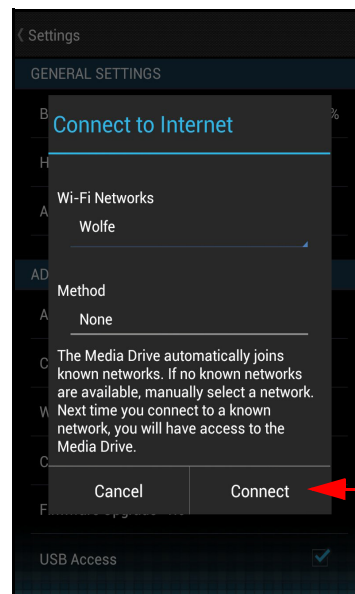 Settings
GENERAL SETTINGS
B %
Connect to Internet
H
Wi-Fi Networks
A
Wolfe
AD
Method
A
None
The Media Drive automatically joins
known networks. If no known networks
are available, manually select a network.
Next time you connect to a known
network, you will have access to the
Media Drive.
C
W
C
Cancel Connect
USB Access